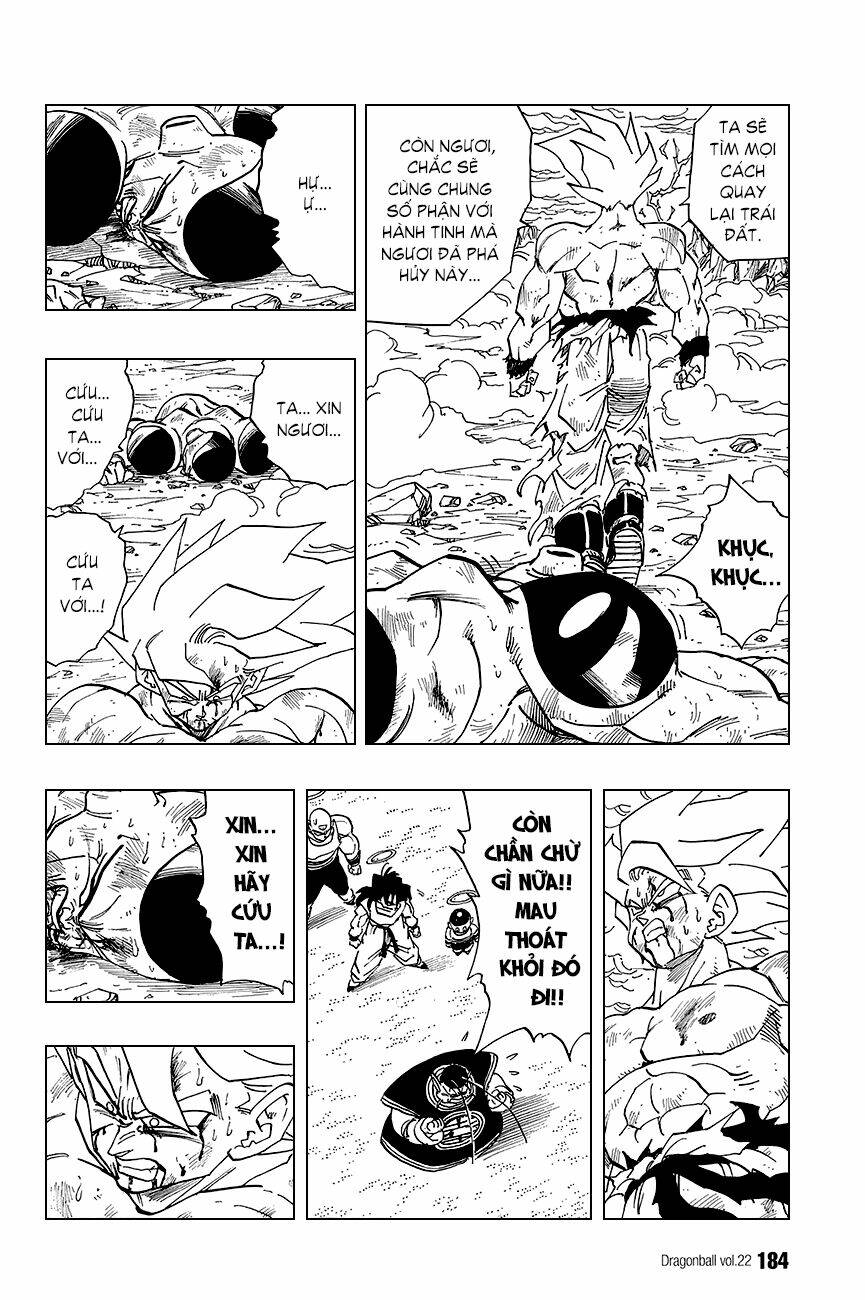 TA SẼ
TÌM MỌI
CÁCH
QUAY
LẠI TRÁI
ĐẤT.
CÒN NGƯƠI,
CHẮC SẼ
CÙNG CHUNG
SỐ PHẬN VỚI
HÀNH TINH MÀ
NGƯƠI ĐÃ PHÁ
HỦY NÀY...
KHỤC,
KHỤC...
HỰ...
Ự...
TA... XIN
NGƯƠI...
CỨU...
CỨU
TA...
VỚI...
CỨU
TA
VỚI...!
CÒN
CHẦN CHỪ
GÌ NỮA!!
MAU
THOÁT
KHỎI ĐÓ
ĐI!!
XIN...
XIN
HÃY
CỨU
TA...!
Dragonball vol.22 184